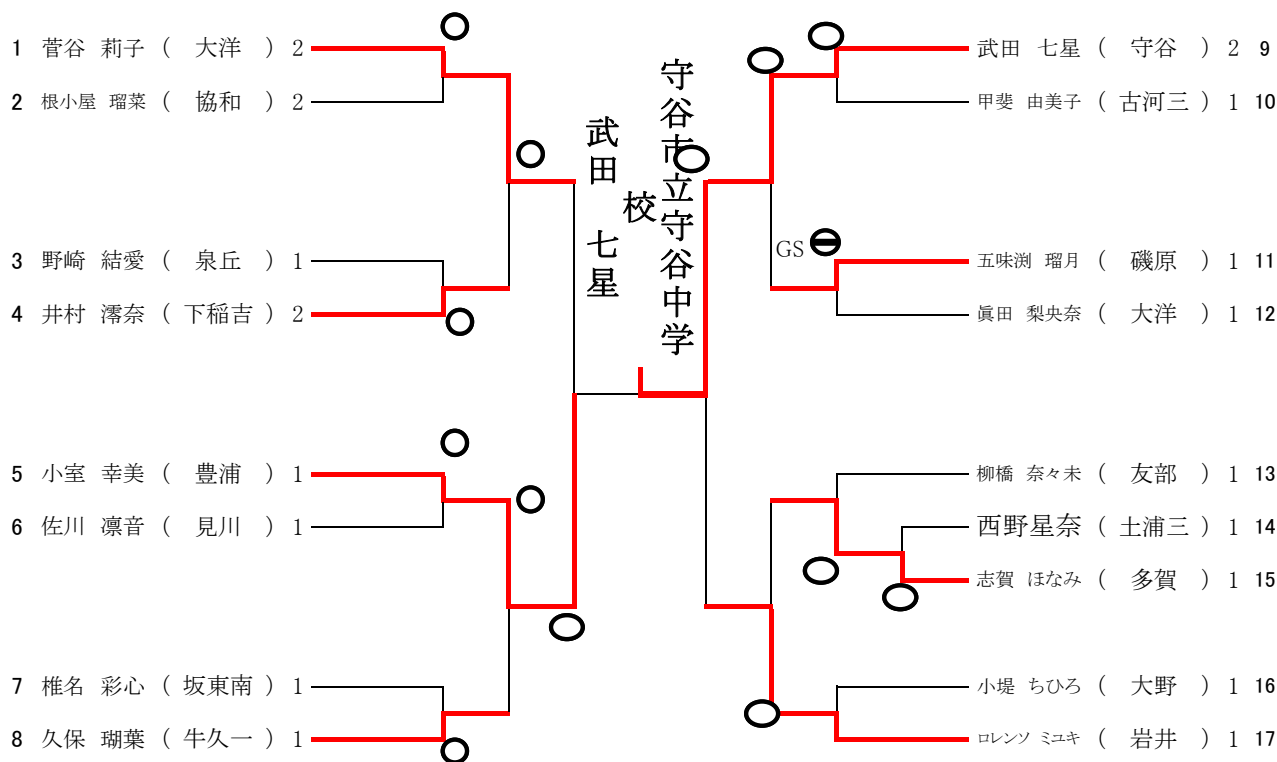 1 菅谷 莉子 ( 大洋 ) 2
2 根小屋 瑠菜 ( 協和 ) 2
3 野崎 結愛 ( 泉丘 ) 1
4 井村 澪奈 ( 下稲吉 ) 2
5 小室 幸美 ( 豊浦 ) 1
6 佐川 凛音 ( 見川 ) 1
7 椎名 彩心 ( 坂東南 ) 1
8 久保 瑚葉 ( 牛久一 ) 1
武田 七星
守谷市立守谷中学
校
武田 七星 ( 守谷 ) 2 9
甲斐 由美子 ( 古河三 ) 1 10
GS
五味渕 瑠月 ( 磯原 ) 1 11
眞田 梨央奈 ( 大洋 ) 1 12
柳橋 奈々未 ( 友部 ) 1 13
西野星奈 ( 土浦三 ) 1 14
志賀 ほなみ ( 多賀 ) 1 15
小堤 ちひろ ( 大野 ) 1 16
ロレンソ ミユキ ( 岩井 ) 1 17